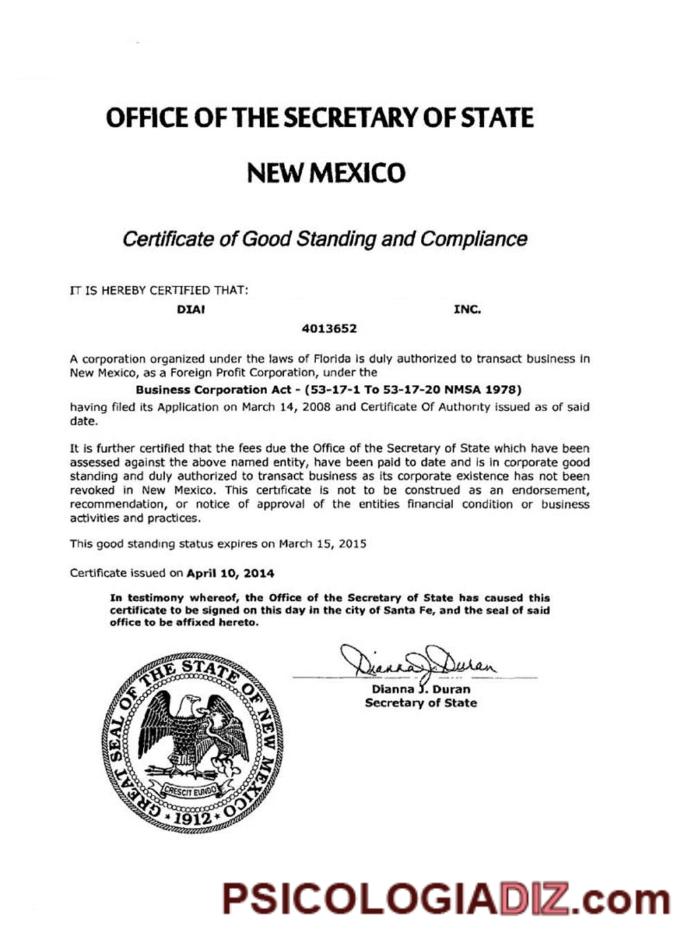 OFFICE OF THE SECRETARY OF STATE
NEW MEXICO
Certificate of Good Standing and Compliance
IT IS HEREBY CERTIFIED THAT:
DIAI INC.
4013652
A corporation organized under the laws of Florida is duly authorized to transact business in
New Mexico, as a Foreign Profit Corporation, under the
Business Corporation Act - (53-17-1 To 53-17-20 NMSA 1978)
having filed its Application on March 14, 2008 and Certificate Of Authority issued as of said
date.
It is further certified that the fees due the Office of the Secretary of State which have been
assessed against the above named entity, have been paid to date and is in corporate good
standing and duly authorized to transact business as its corporate existence has not been
revoked in New Mexico. This certificate is not to be construed as an endorsement,
recommendation, or notice of approval of the entities financial condition or business
activities and practices.
This good standing status expires on March 15, 2015
Certificate issued on April 10, 2014
In testimony whereof, the Office of the Secretary of State has caused this
certificate to be signed on this day in the city of Santa Fe, and the seal of said
office to be affixed hereto.
Dianna J. Duran
Dianna J. Duran
Secretary of State
GREAT SEAL OF THE STATE OF NEW MEXICO
CRESCIT EUNDO
1912
PSICOLOGIADIZ.com